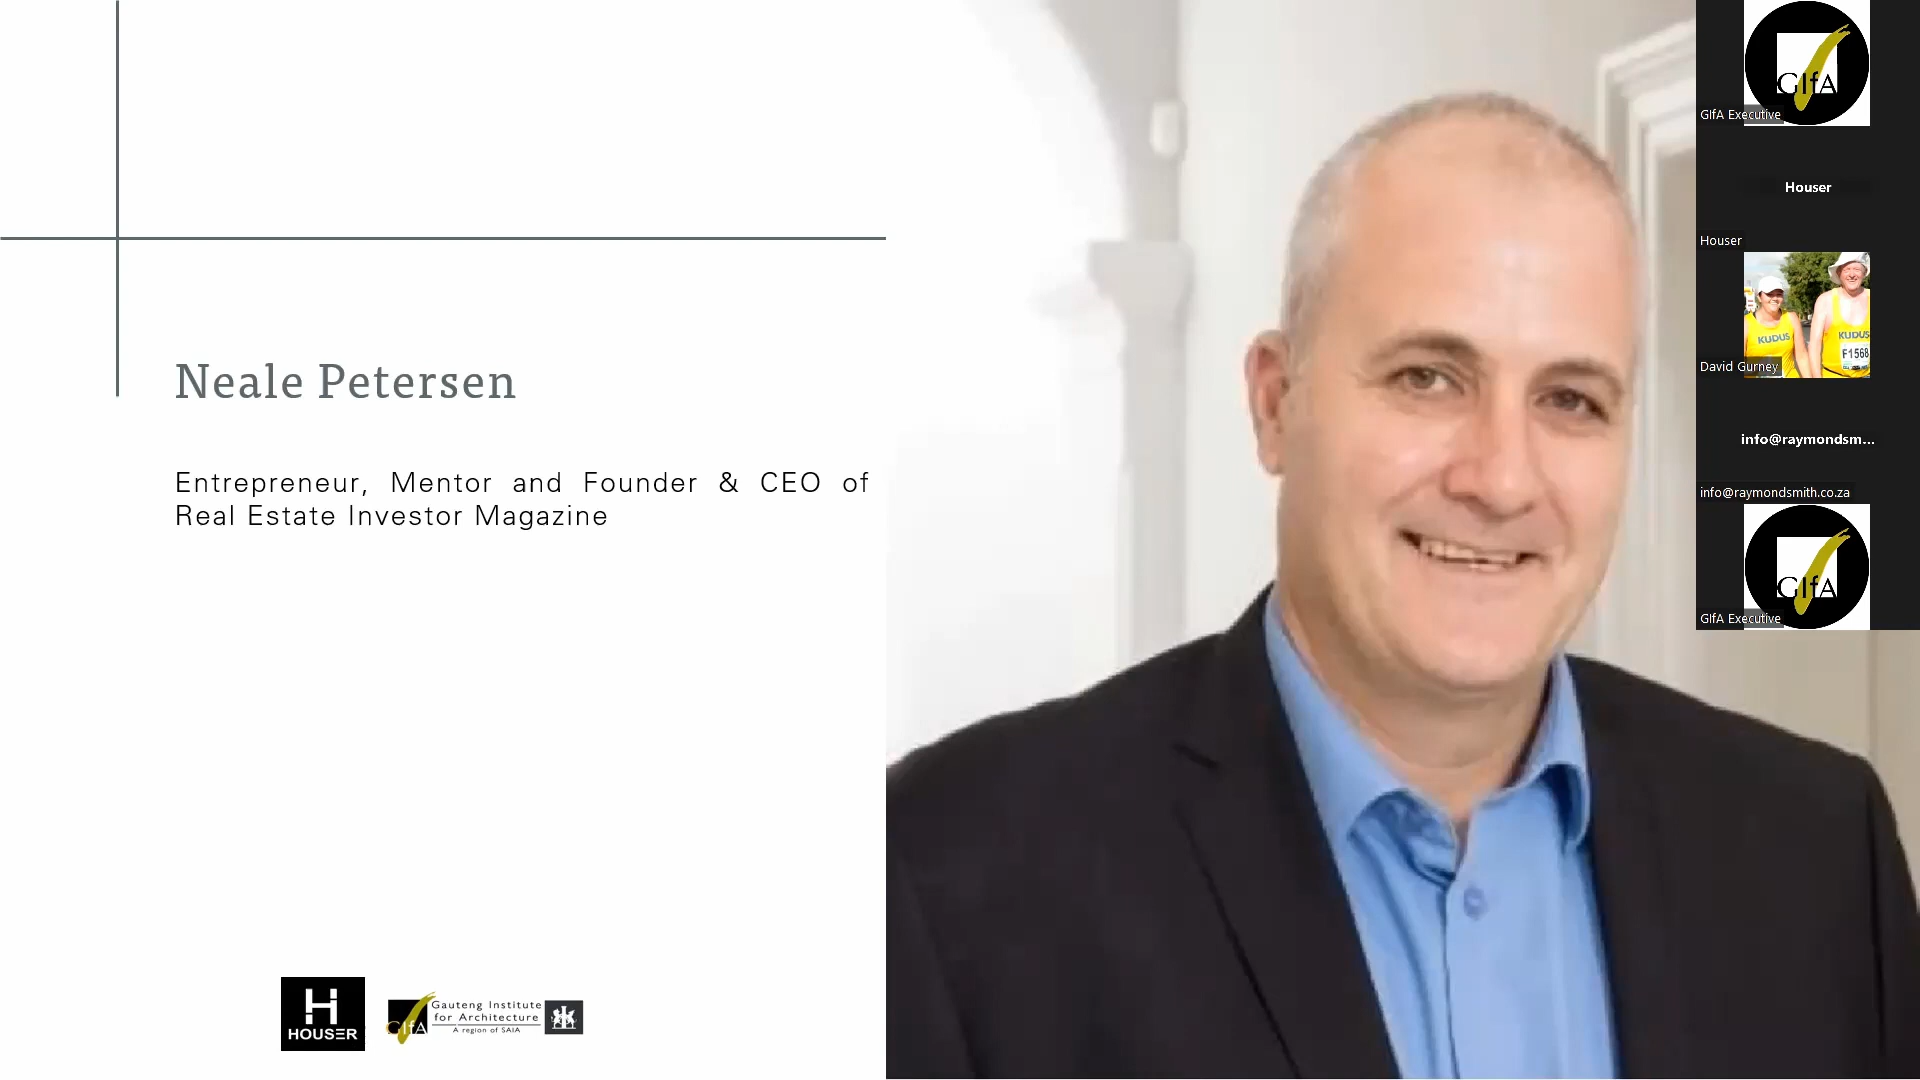 Neale Petersen
Entrepreneur, Mentor and Founder & CEO of
Real Estate Investor Magazine
H
HOUSER
GIfA
Gauteng Institute
for Architecture
A region of SAIA
GIfA
GIfA Executive
Houser
Houser
KUDUS
KUDUS
F1568
David Gurney
info@raymondsm...
info@raymondsmith.co.za
GIfA
GIfA Executive